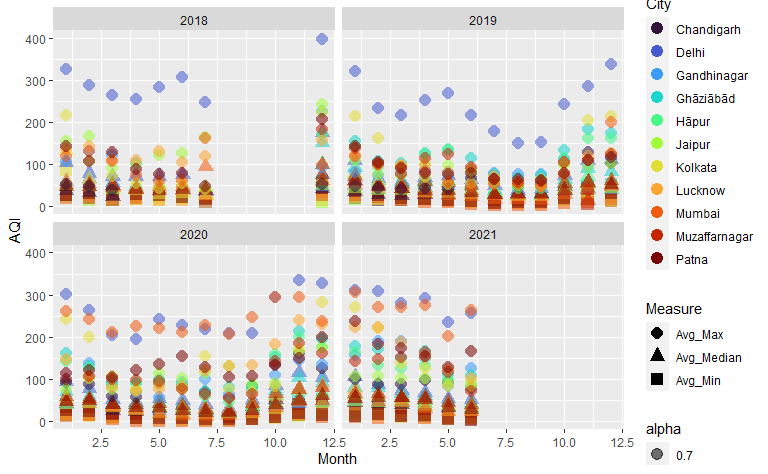 2018
2019
400
300
200
100
0
2020
2021
400
300
200
100
0
2.5
5.0
7.5
10.0
12.5
2.5
5.0
7.5
10.0
12.5
Month
AQI
City
Chandigarh
Delhi
Gandhinagar
Ghāziābād
Hāpur
Jaipur
Kolkata
Lucknow
Mumbai
Muzaffarnagar
Patna
Measure
Avg_Max
Avg_Median
Avg_Min
alpha
0.7